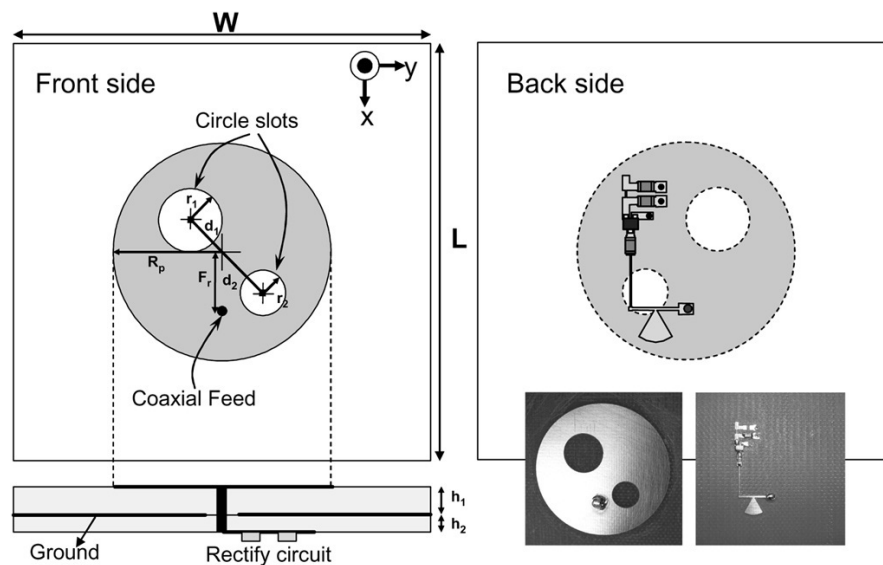 W
Front side
y
x
Circle slots
r1
d1
Rp
Fr
d2
r2
Coaxial Feed
L
Back side
h1
h2
Ground
Rectify circuit